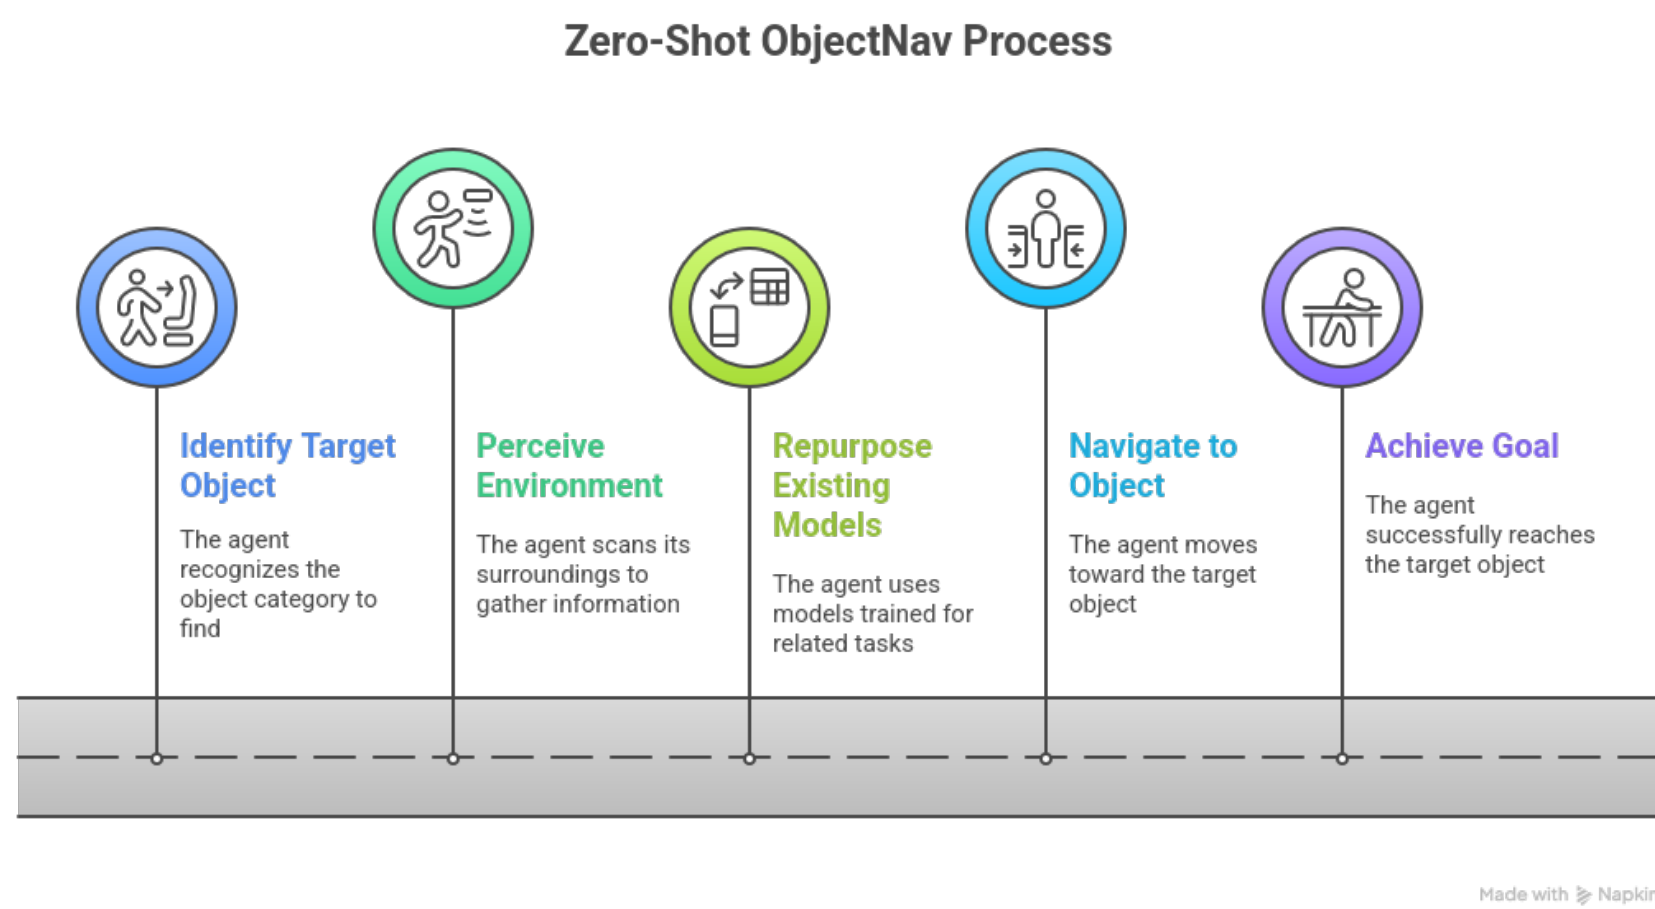 Zero-Shot ObjectNav Process
Identify Target
Object
The agent
recognizes the
object category to
find
Perceive
Environment
The agent scans its
surroundings to
gather information
Repurpose
Existing
Models
The agent uses
models trained for
related tasks
Navigate to
Object
The agent moves
toward the target
object
Achieve Goal
The agent
successfully reaches
the target object
Made with Napkin